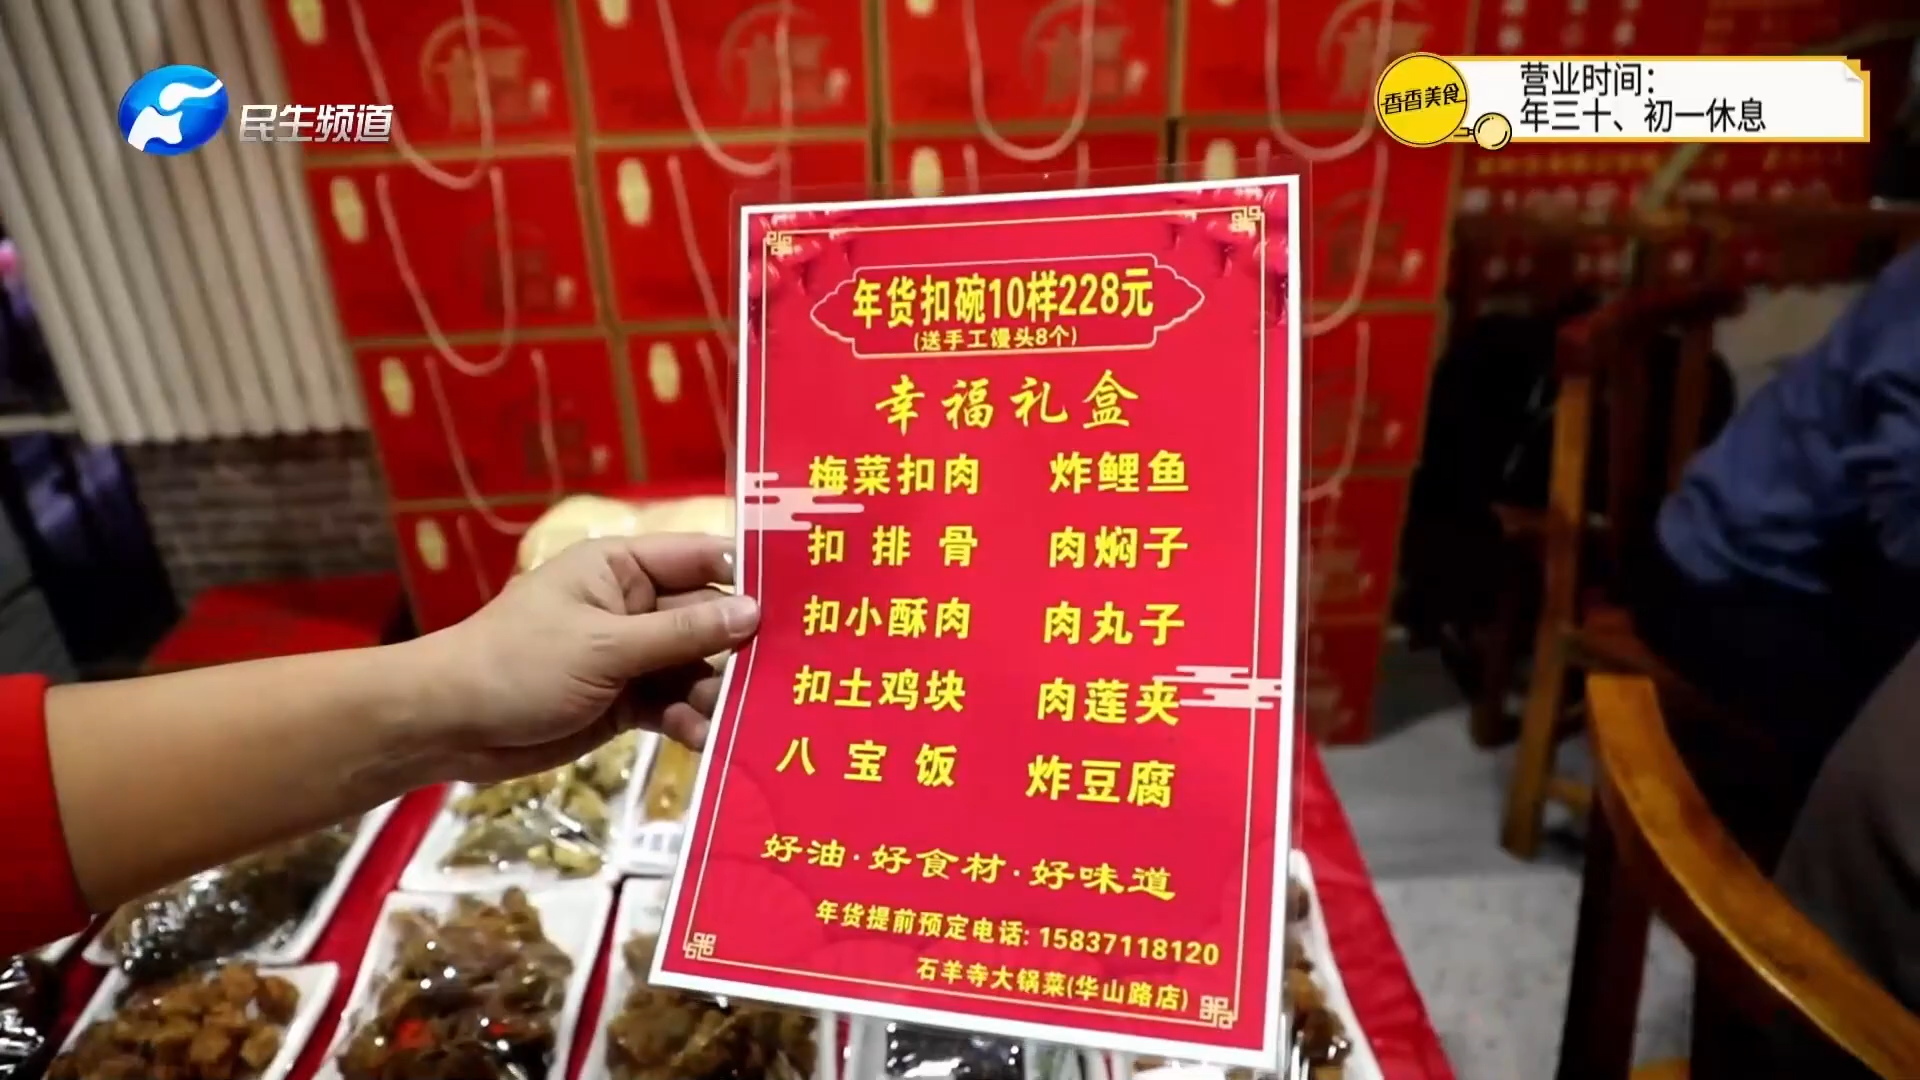 民生频道
香香美食
营业时间：
年三十、初一休息
年货扣碗10样228元
(送手工馒头8个)
幸福礼盒
梅菜扣肉 炸鲤鱼
扣排骨 肉焖子
扣小酥肉 肉丸子
扣土鸡块 肉莲夹
八宝饭 炸豆腐
好油·好食材·好味道
年货提前预定电话: 15837118120
石羊寺大锅菜(华山路店)